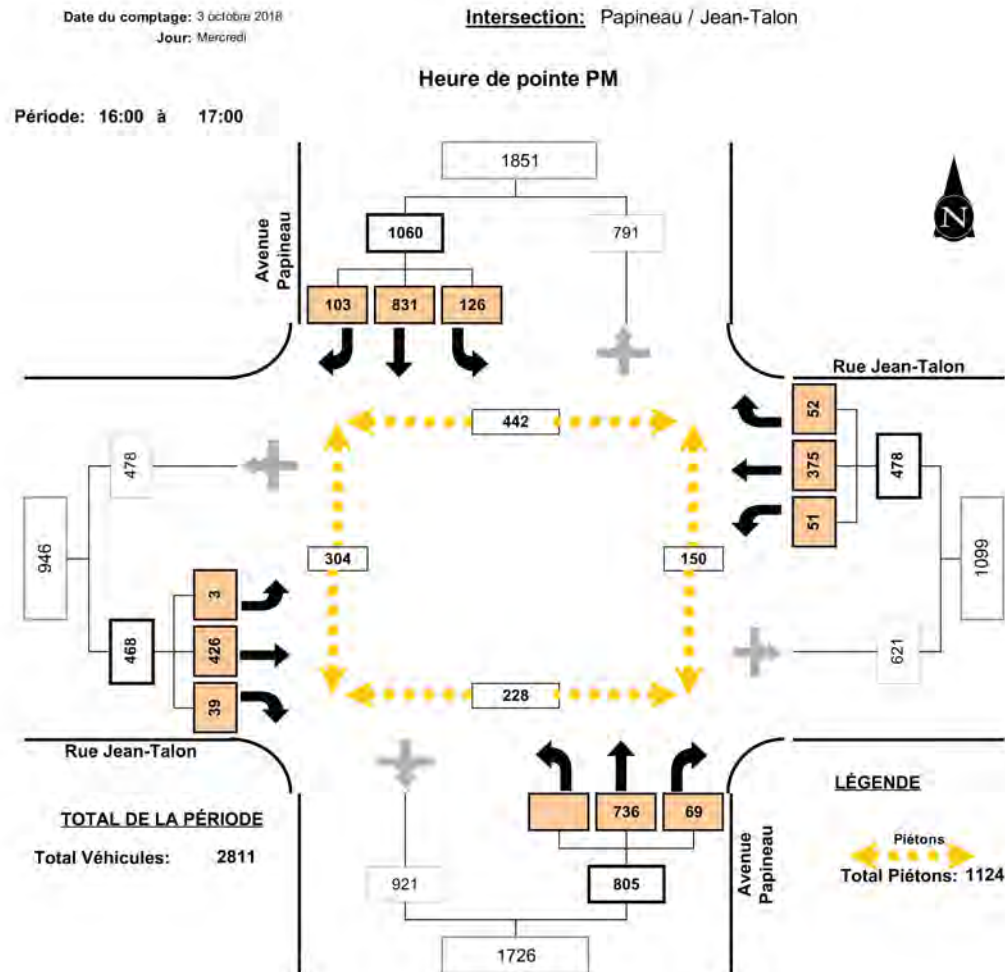 Date du comptage: 3 octobre 2018
Intersection: Papineau / Jean-Talon
Jour: Mercredi
Heure de pointe PM
Période: 16:00 à 17:00
1851
N
Avenue
Papineau
1060
791
103 831 126
Rue Jean-Talon
52
442
478
375
478
51
946
304
150
1099
3
468
426
621
39
228
Rue Jean-Talon
LÉGENDE
736 69
TOTAL DE LA PÉRIODE
Piétons
Total Véhicules: 2811
Avenue
Papineau
Total Piétons: 1124
921
805
1726